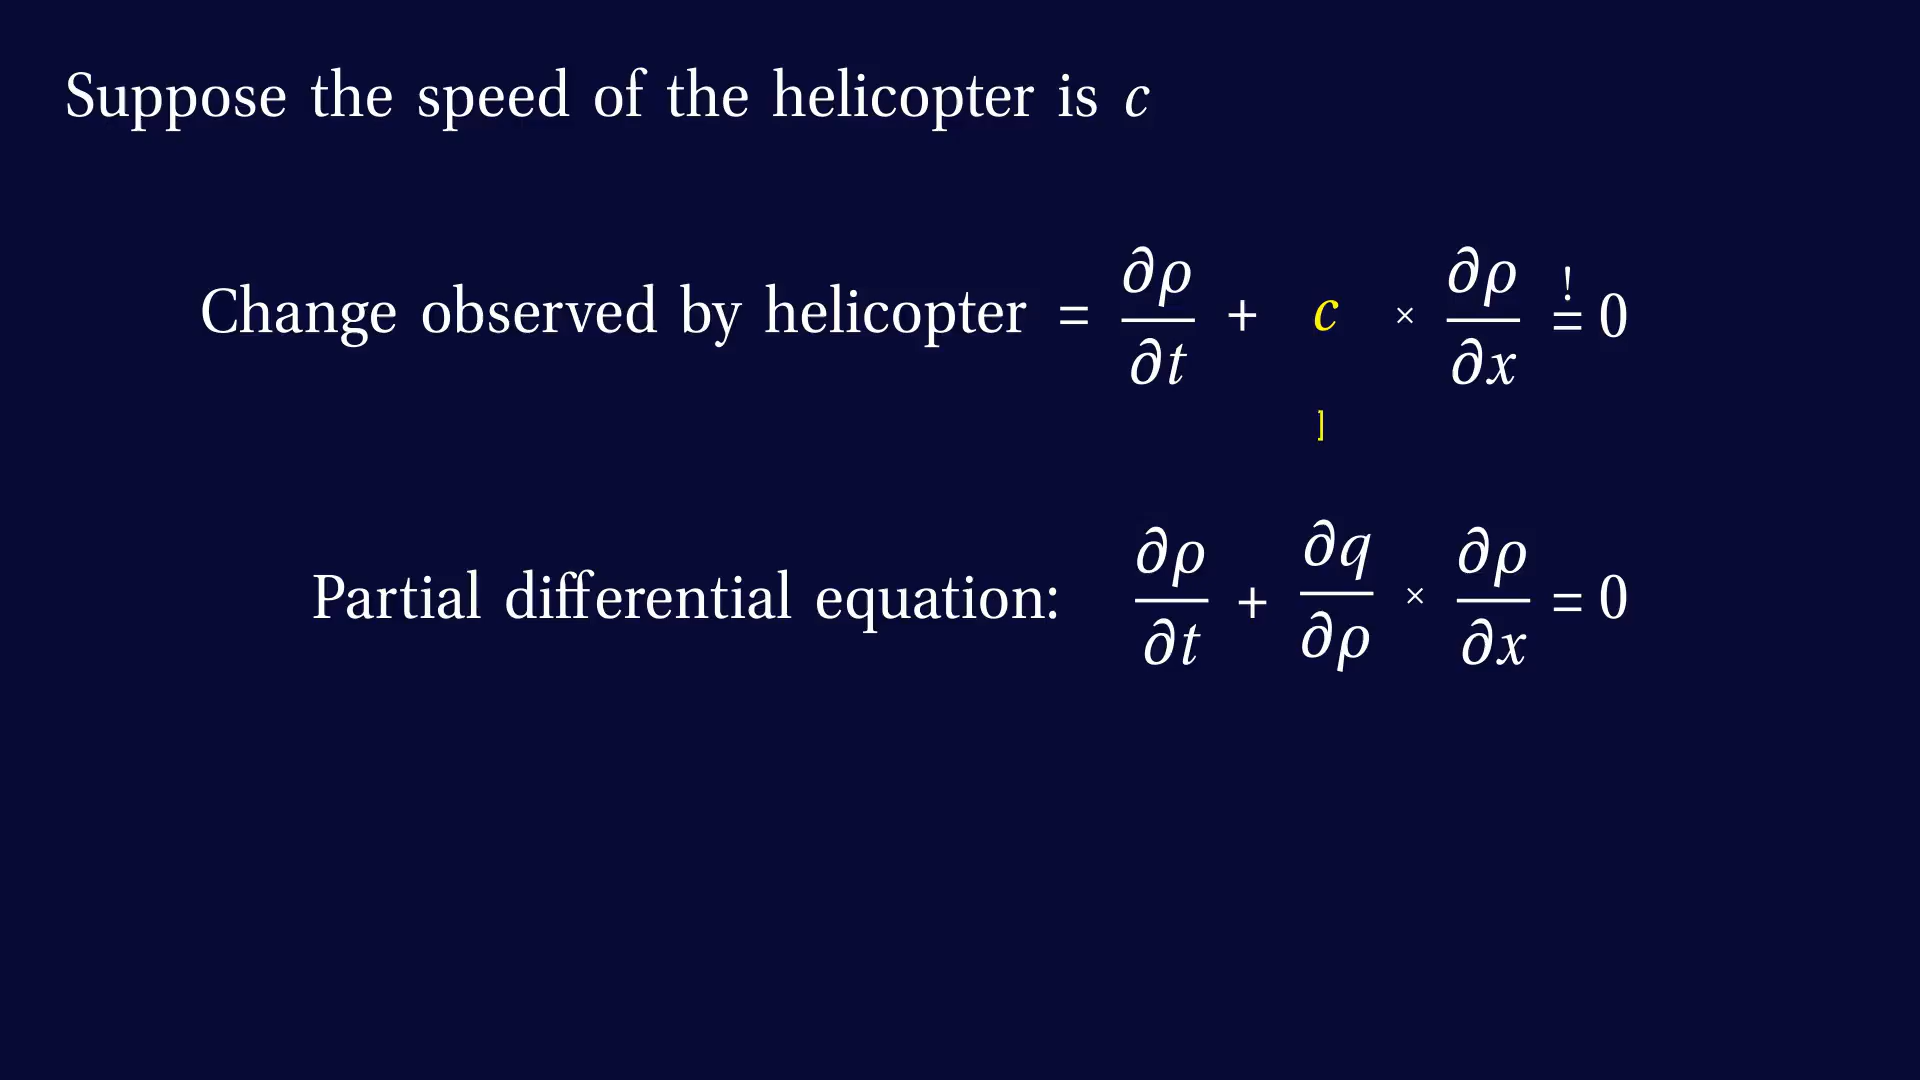 Suppose the speed of the helicopter is c
Change observed by helicopter = ∂ρ/∂t + c × ∂ρ/∂x =! 0
]
Partial differential equation: ∂ρ/∂t + ∂q/∂ρ × ∂ρ/∂x = 0